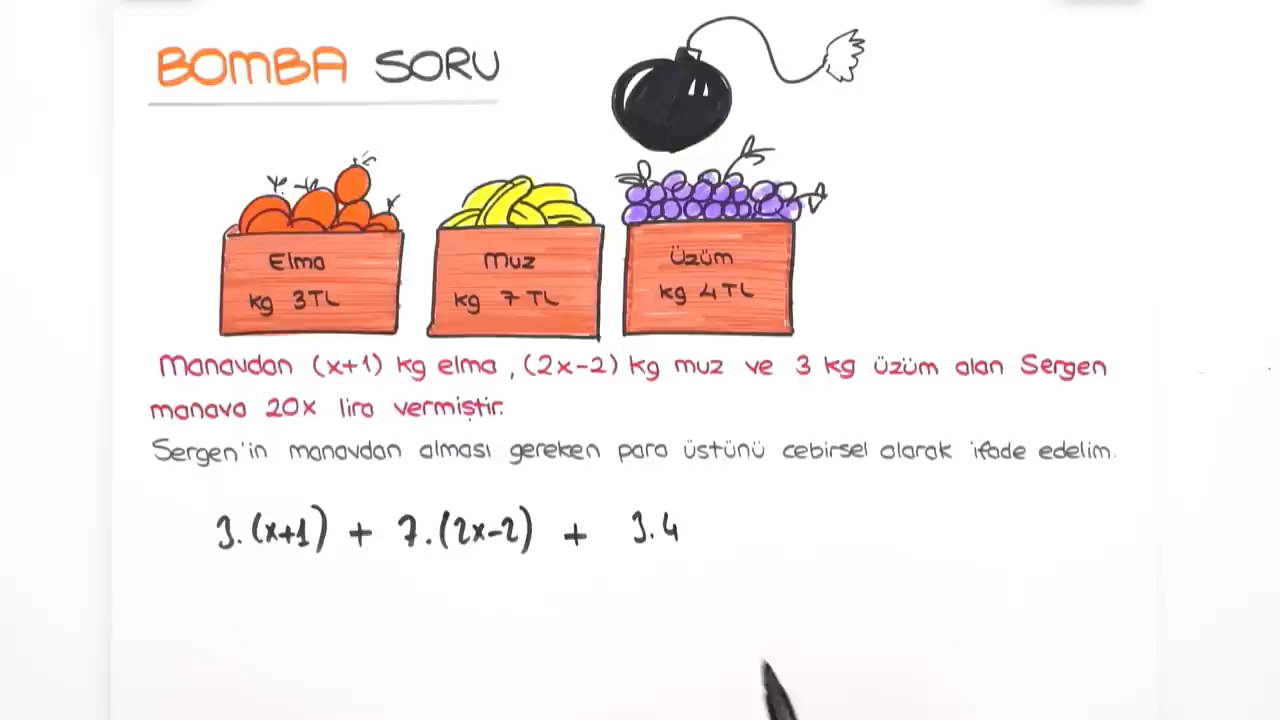 BOMBA SORU
Elma
kg 3TL
Muz
kg 7 TL
Üzüm
kg 4TL
Manavdan (x+1) kg elma, (2x-2) kg muz ve 3 kg üzüm alan Sergen
manava 20x lira vermiştir.
Sergen'in manavdan alması gereken para üstünü cebirsel olarak ifade edelim.
3.(x+1) + 7.(2x-2) + 3.4